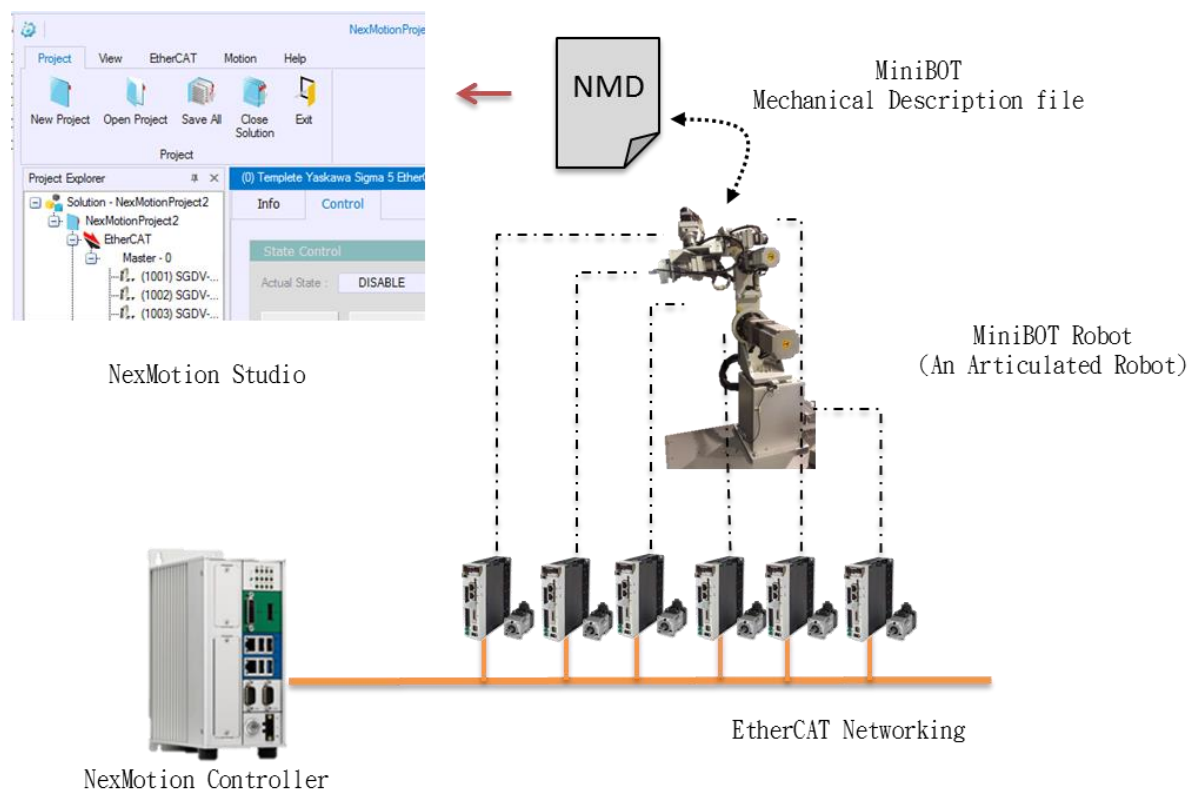 NexMotionProje
Project View EtherCAT Motion Help
New Project Open Project Save All Close Solution Exit
Project
Project Explorer
(0) Templete Yaskawa Sigma 5 EtherC
Solution - NexMotionProject2
Info Control
NexMotionProject2
EtherCAT
State Control
Master - 0
(1001) SGDV-...
Actual State : DISABLE
(1002) SGDV-...
(1003) SGDV-...
NexMotion Studio
NMD
MiniBOT
Mechanical Description file
MiniBOT Robot
(An Articulated Robot)
EtherCAT Networking
NexMotion Controller